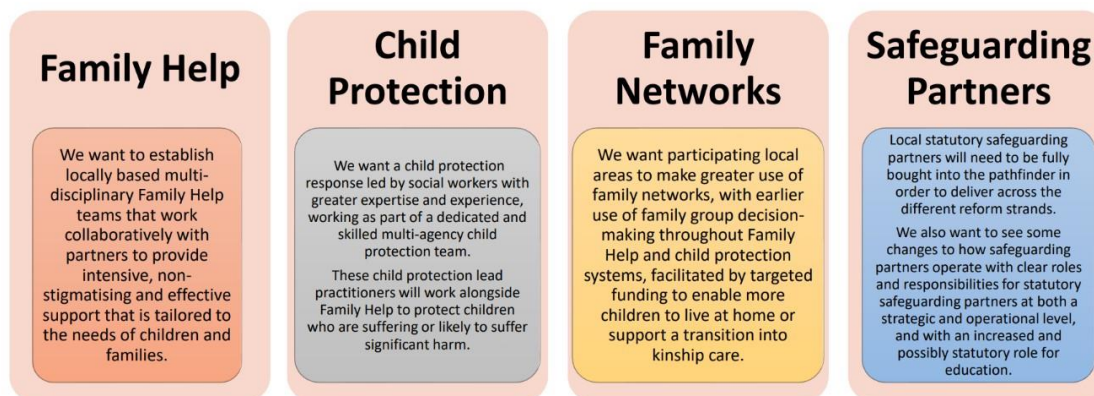 Family Help
We want to establish
locally based multi-
disciplinary Family Help
teams that work
collaboratively with
partners to provide
intensive, non-
stigmatising and effective
support that is tailored to
the needs of children and
families.
Child
Protection
We want a child protection
response led by social workers with
greater expertise and experience,
working as part of a dedicated and
skilled multi-agency child
protection team.
These child protection lead
practitioners will work alongside
Family Help to protect children
who are suffering or likely to suffer
significant harm.
Family
Networks
We want participating local
areas to make greater use of
family networks, with earlier
use of family group decision-
making throughout Family
Help and child protection
systems, facilitated by targeted
funding to enable more
children to live at home or
support a transition into
kinship care.
Safeguarding
Partners
Local statutory safeguarding
partners will need to be fully
bought into the pathfinder in
order to deliver across the
different reform strands.
We also want to see some
changes to how safeguarding
partners operate with clear roles
and responsibilities for statutory
safeguarding partners at both a
strategic and operational level,
and with an increased and
possibly statutory role for
education.